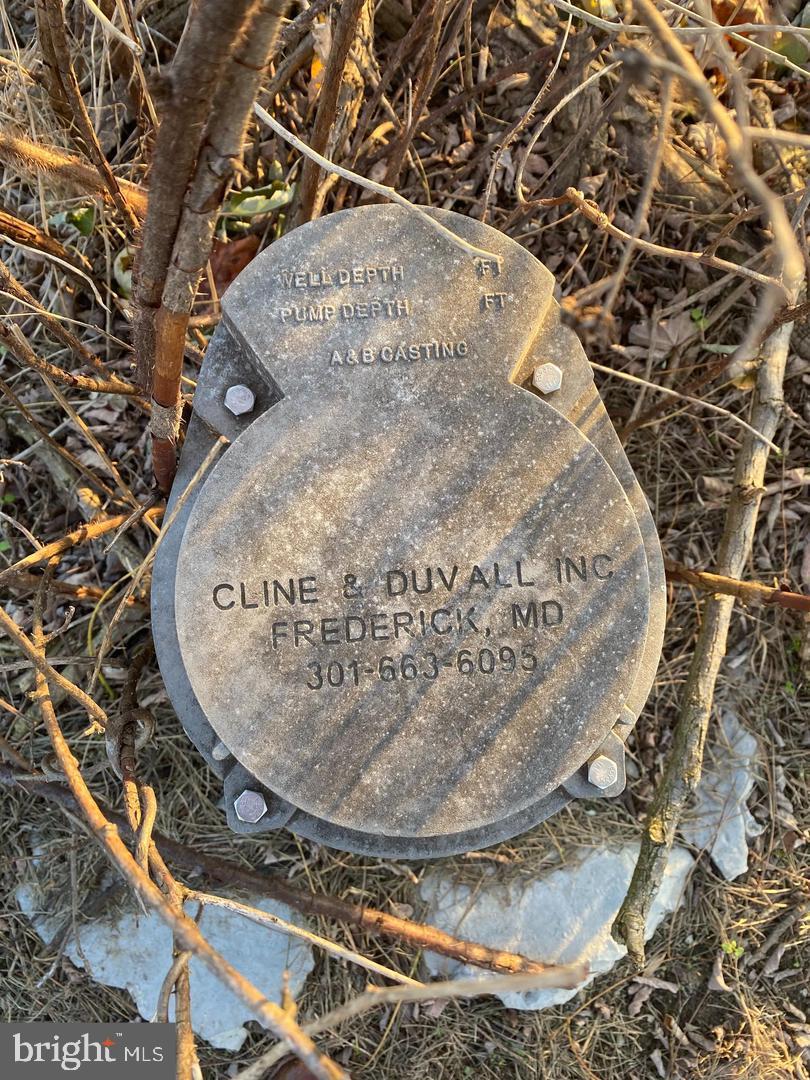 WELL DEPTH FT
PUMP DEPTH FT
A&B CASTING
CLINE & DUVALL INC
FREDERICK, MD
301-663-6095
bright MLS